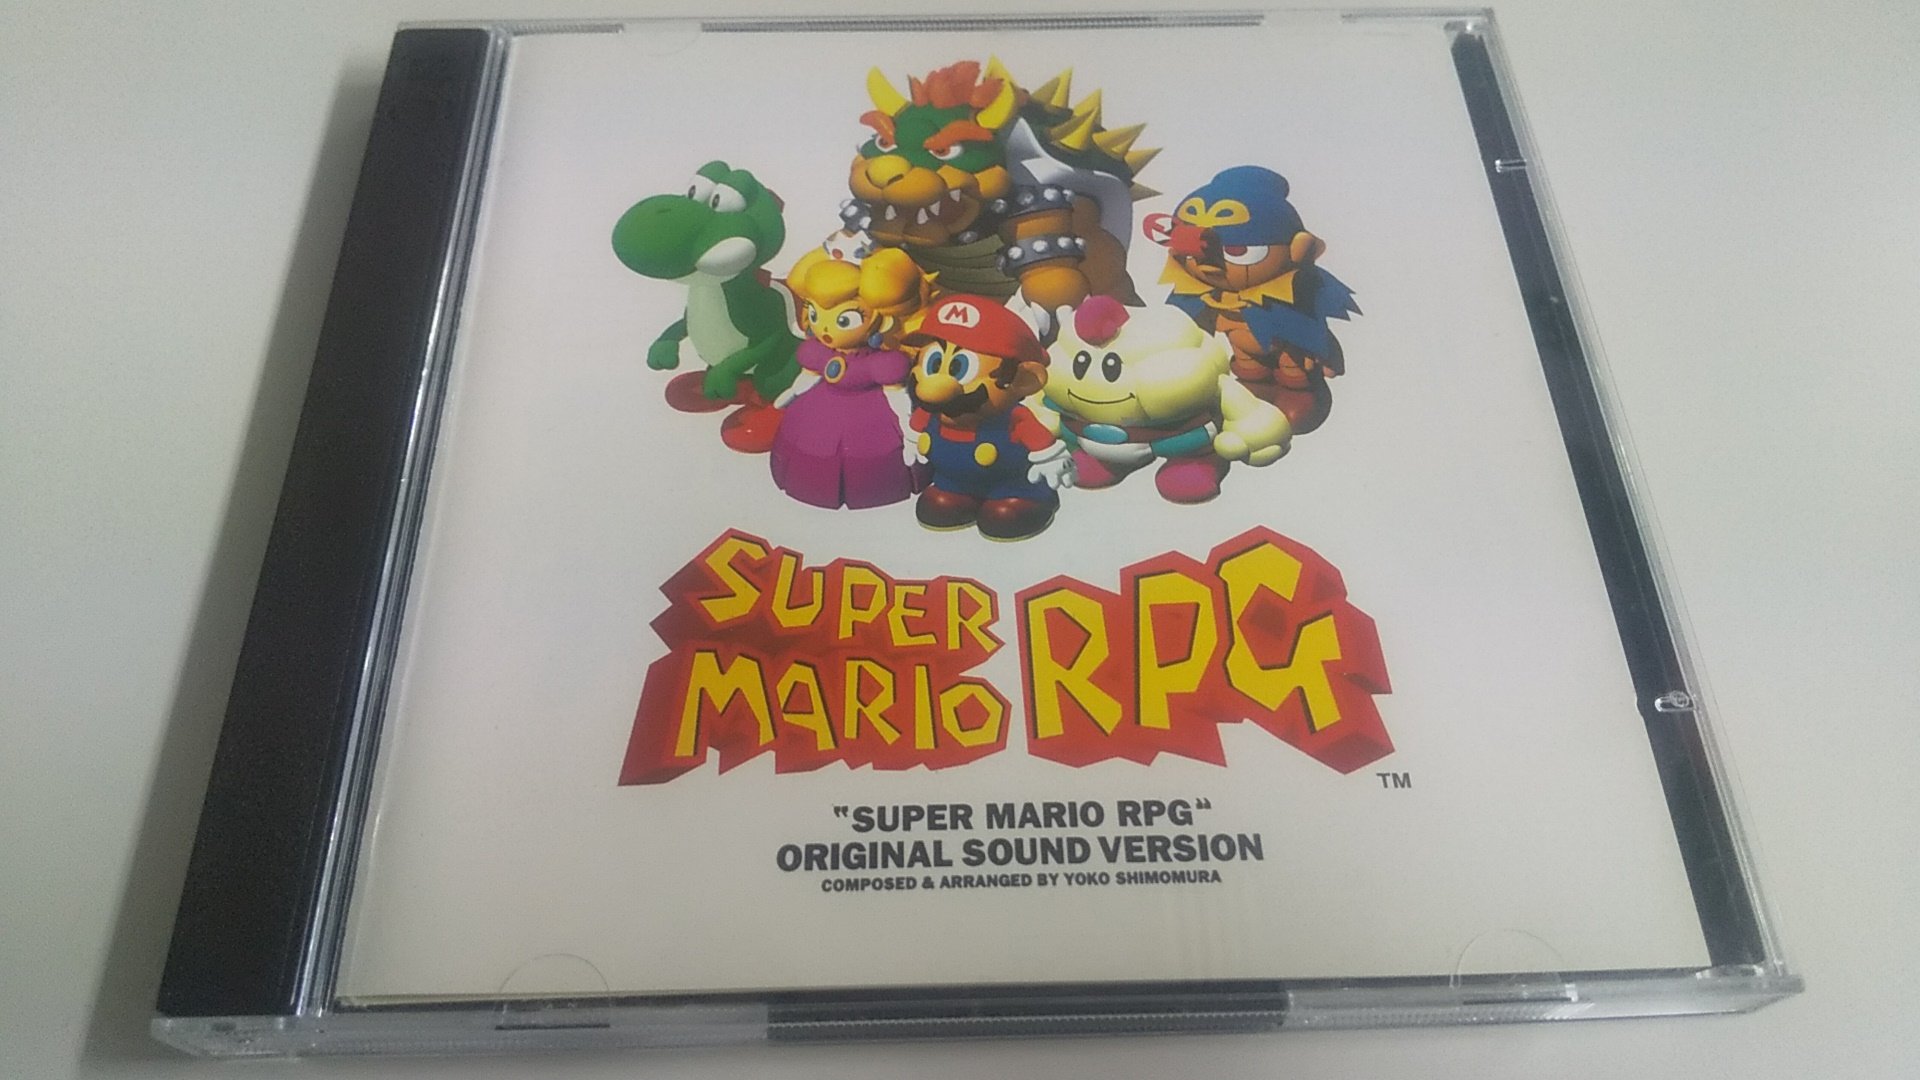 M
SUPER
MARIO RPG
TM
"SUPER MARIO RPG"
ORIGINAL SOUND VERSION
COMPOSED & ARRANGED BY YOKO SHIMOMURA